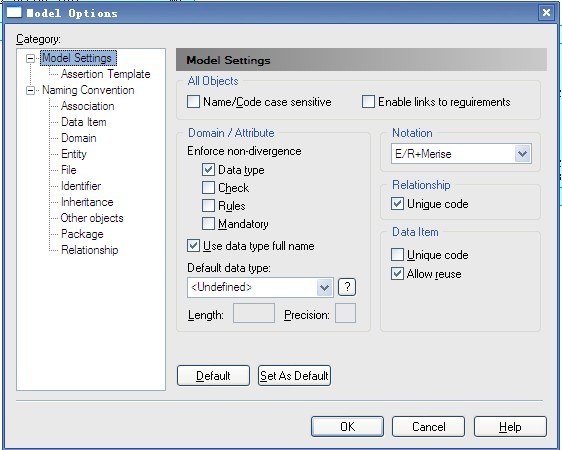 Model Options
Category:
Model Settings
Assertion Template
Naming Convention
Association
Data Item
Domain
Entity
File
Identifier
Inheritance
Other objects
Package
Relationship
Model Settings
All Objects
Name/Code case sensitive
Enable links to requirements
Domain / Attribute
Enforce non-divergence
Data type
Check
Rules
Mandatory
Use data type full name
Default data type:
<Undefined>
?
Length:
Precision:
Notation
E/R+Merise
Relationship
Unique code
Data Item
Unique code
Allow reuse
Default
Set As Default
OK
Cancel
Help